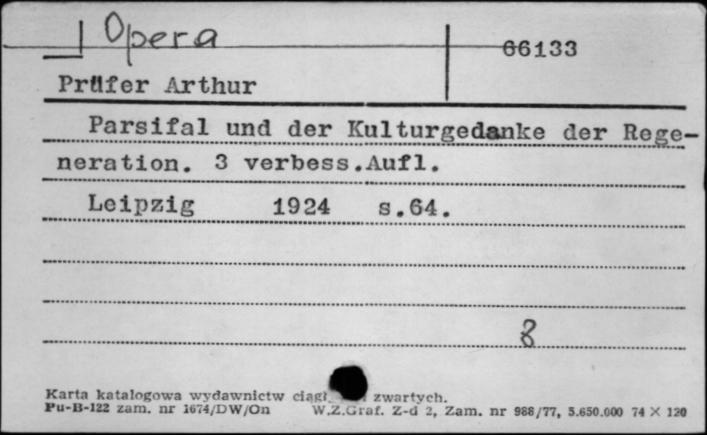 Opera
66133
Prüfer Arthur
Parsifal und der Kulturgedanke der Rege-
neration. 3 verbess.Aufl.
Leipzig 1924 s.64.
8
Karta katalogowa wydawnictw zwartych.
Pu-B-122 zam. nr 1674/DW/On W.Z.Graf. Z-d 2, Zam. nr 988/77, 5.650.000 74 × 120